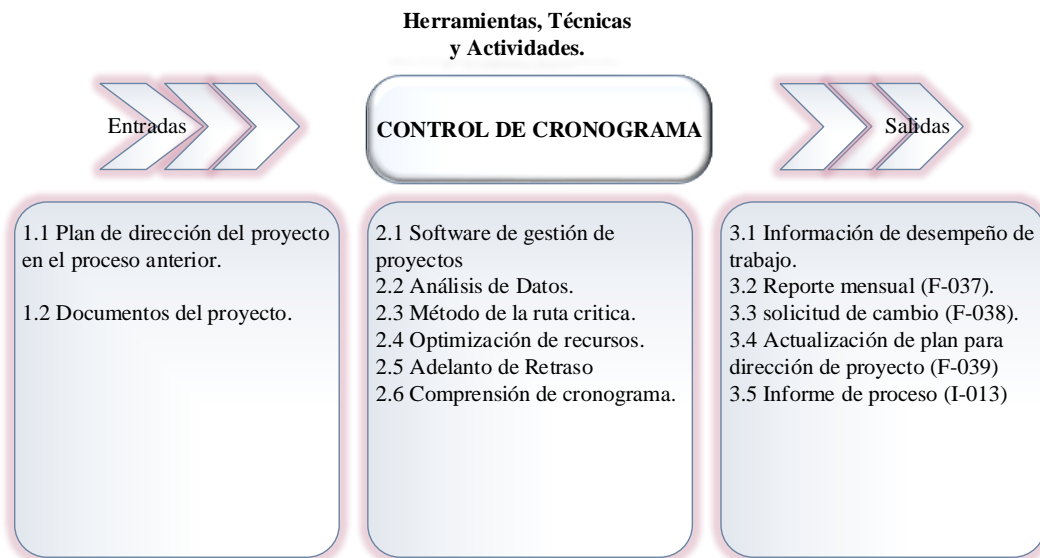 Herramientas, Técnicas
y Actividades.
Entradas
CONTROL DE CRONOGRAMA
Salidas
1.1 Plan de dirección del proyecto
en el proceso anterior.
1.2 Documentos del proyecto.
2.1 Software de gestión de
proyectos
2.2 Análisis de Datos.
2.3 Método de la ruta critica.
2.4 Optimización de recursos.
2.5 Adelanto de Retraso
2.6 Comprensión de cronograma.
3.1 Información de desempeño de
trabajo.
3.2 Reporte mensual (F-037).
3.3 solicitud de cambio (F-038).
3.4 Actualización de plan para
dirección de proyecto (F-039)
3.5 Informe de proceso (I-013)